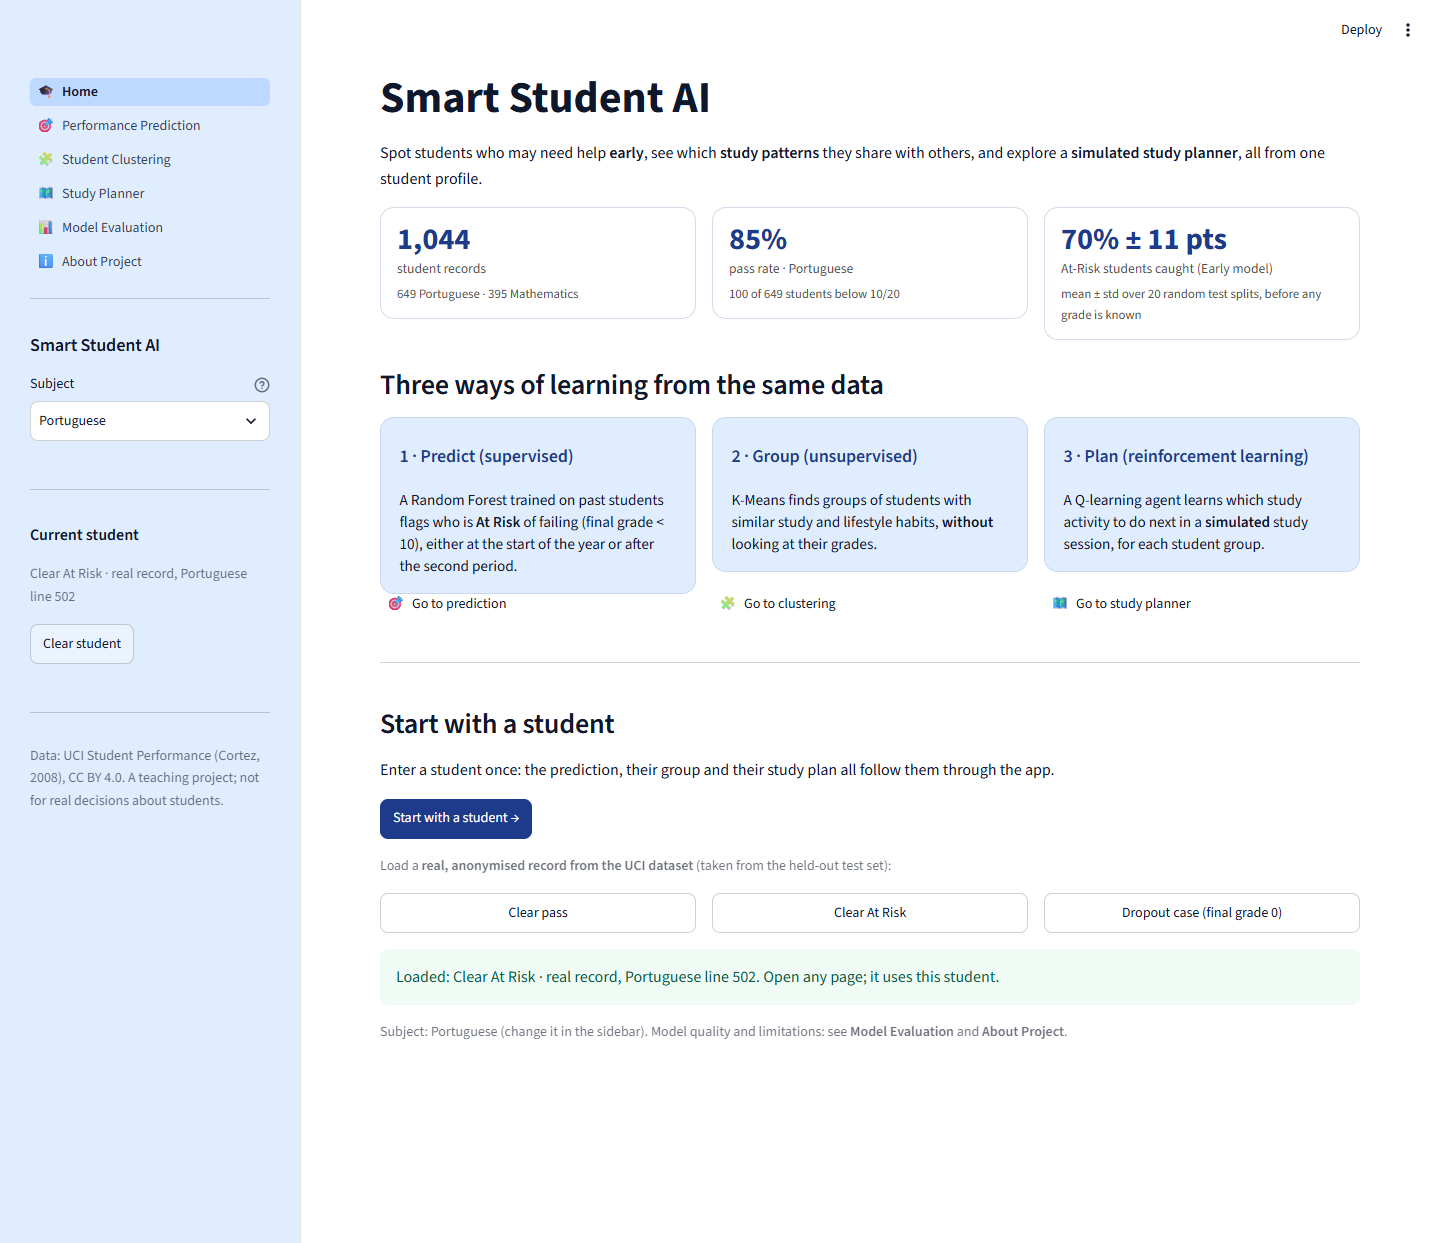 Deploy
Home
Performance Prediction
Student Clustering
Study Planner
Model Evaluation
About Project
Smart Student AI
Subject
Portuguese
Current student
Clear At Risk · real record, Portuguese
line 502
Clear student
Data: UCI Student Performance (Cortez,
2008), CC BY 4.0. A teaching project; not
for real decisions about students.
Smart Student AI
Spot students who may need help early, see which study patterns they share with others, and explore a simulated study planner, all from one
student profile.
1,044
student records
649 Portuguese · 395 Mathematics
85%
pass rate · Portuguese
100 of 649 students below 10/20
70% ± 11 pts
At-Risk students caught (Early model)
mean ± std over 20 random test splits, before any
grade is known
Three ways of learning from the same data
1 · Predict (supervised)
A Random Forest trained on past students
flags who is At Risk of failing (final grade <
10), either at the start of the year or after
the second period.
Go to prediction
2 · Group (unsupervised)
K-Means finds groups of students with
similar study and lifestyle habits, without
looking at their grades.
Go to clustering
3 · Plan (reinforcement learning)
A Q-learning agent learns which study
activity to do next in a simulated study
session, for each student group.
Go to study planner
Start with a student
Enter a student once: the prediction, their group and their study plan all follow them through the app.
Start with a student →
Load a real, anonymised record from the UCI dataset (taken from the held-out test set):
Clear pass
Clear At Risk
Dropout case (final grade 0)
Loaded: Clear At Risk · real record, Portuguese line 502. Open any page; it uses this student.
Subject: Portuguese (change it in the sidebar). Model quality and limitations: see Model Evaluation and About Project.